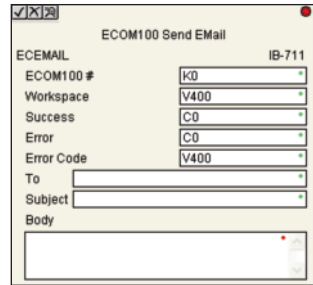 ECOM100 Send EMail
ECEMAIL IB-711
ECOM100 # K0
Workspace V400
Success C0
Error C0
Error Code V400
To
Subject
Body